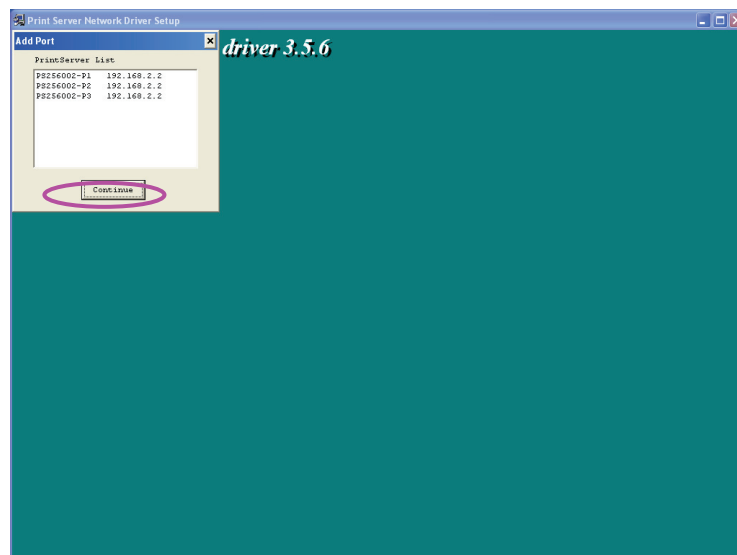 Print Server Network Driver Setup
Add Port
driver 3.5.6
PrintServer List
PS256002-P1 192.168.2.2
PS256002-P2 192.168.2.2
PS256002-P3 192.168.2.2
Continue